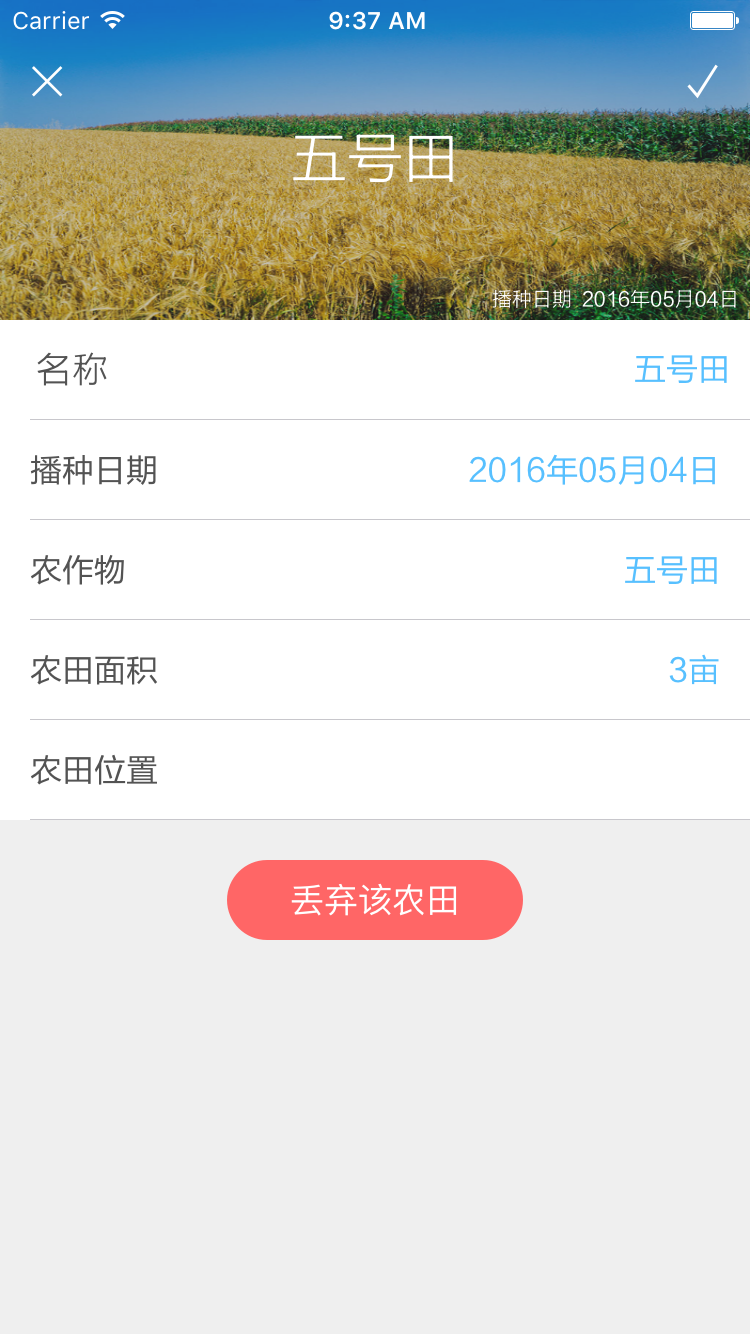 Carrier 9:37 AM
五号田
播种日期 2016年05月04日
名称 五号田
播种日期 2016年05月04日
农作物 五号田
农田面积 3亩
农田位置
丢弃该农田